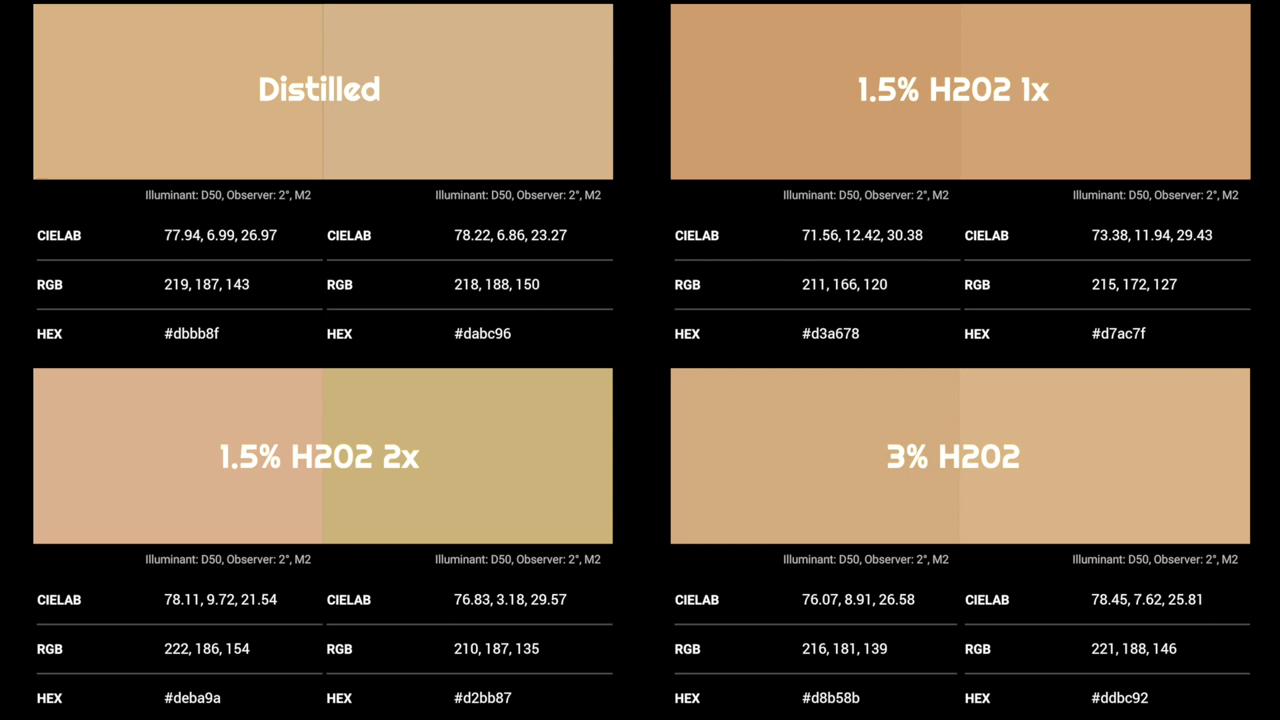 Distilled
Illuminant: D50, Observer: 2°, M2 Illuminant: D50, Observer: 2°, M2
CIELAB 77.94, 6.99, 26.97 CIELAB 78.22, 6.86, 23.27
RGB 219, 187, 143 RGB 218, 188, 150
HEX #dbbb8f HEX #dabc96
1.5% H2O2 1x
Illuminant: D50, Observer: 2°, M2 Illuminant: D50, Observer: 2°, M2
CIELAB 71.56, 12.42, 30.38 CIELAB 73.38, 11.94, 29.43
RGB 211, 166, 120 RGB 215, 172, 127
HEX #d3a678 HEX #d7ac7f
1.5% H2O2 2x
Illuminant: D50, Observer: 2°, M2 Illuminant: D50, Observer: 2°, M2
CIELAB 78.11, 9.72, 21.54 CIELAB 76.83, 3.18, 29.57
RGB 222, 186, 154 RGB 210, 187, 135
HEX #deba9a HEX #d2bb87
3% H2O2
Illuminant: D50, Observer: 2°, M2 Illuminant: D50, Observer: 2°, M2
CIELAB 76.07, 8.91, 26.58 CIELAB 78.45, 7.62, 25.81
RGB 216, 181, 139 RGB 221, 188, 146
HEX #d8b58b HEX #ddbc92